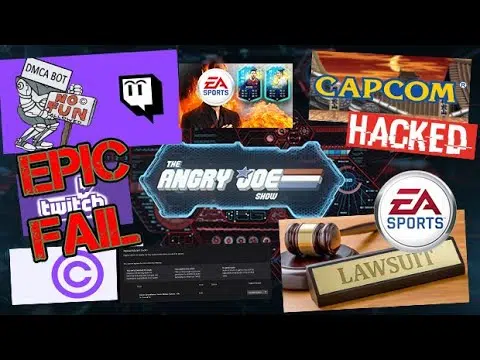 DMCA BOT
NO
FUN
EA
SPORTS
CAPCOM
HACKED
EPIC
FAIL
twitch
THE
ANGRY JOE
SHOW
EA
SPORTS
LAWSUIT